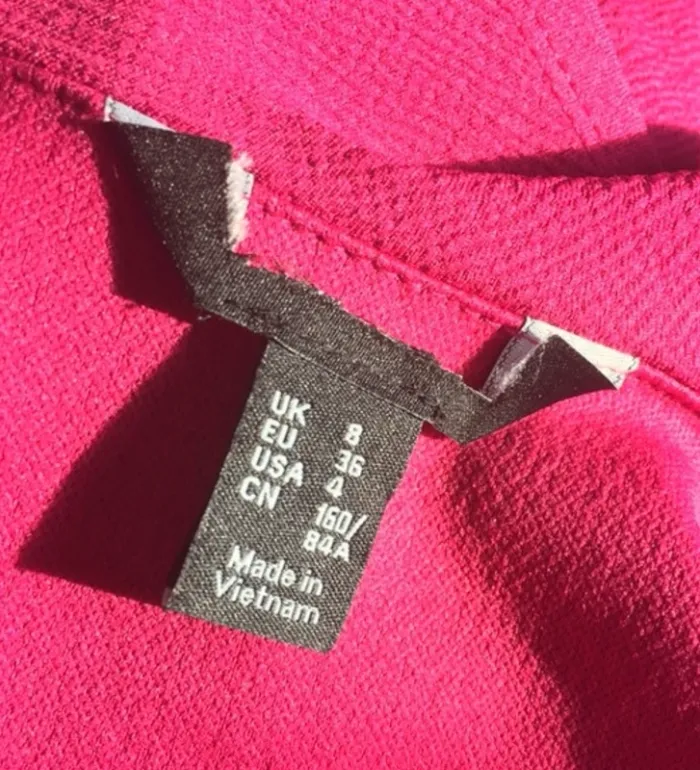 UK 8
EU 36
USA 4
CN 160/
84A
Made in
Vietnam